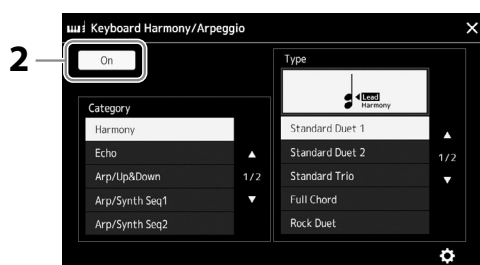 Keyboard Harmony/Arpeggio
2
On
Type
Lead
Harmony
Category
Harmony
Echo
Arp/Up&Down
Arp/Synth Seq1
Arp/Synth Seq2
1/2
Standard Duet 1
Standard Duet 2
Standard Trio
Full Chord
Rock Duet
1/2